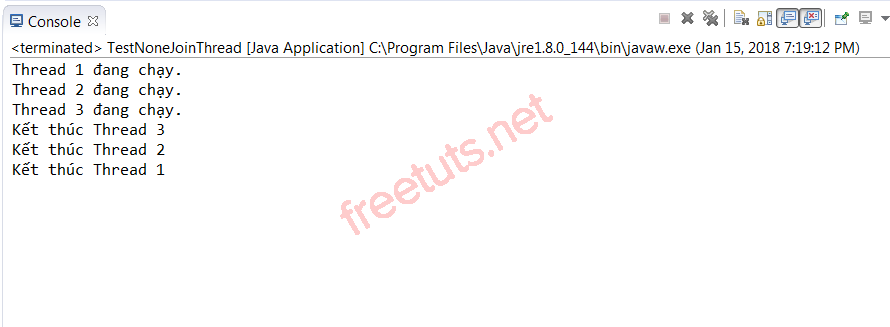 Console
<terminated> TestNoneJoinThread [Java Application] C:\Program Files\Java\jre1.8.0_144\bin\javaw.exe (Jan 15, 2018 7:19:12 PM)
Thread 1 đang chạy.
Thread 2 đang chạy.
Thread 3 đang chạy.
Kết thúc Thread 3
Kết thúc Thread 2
Kết thúc Thread 1
freetuts.net